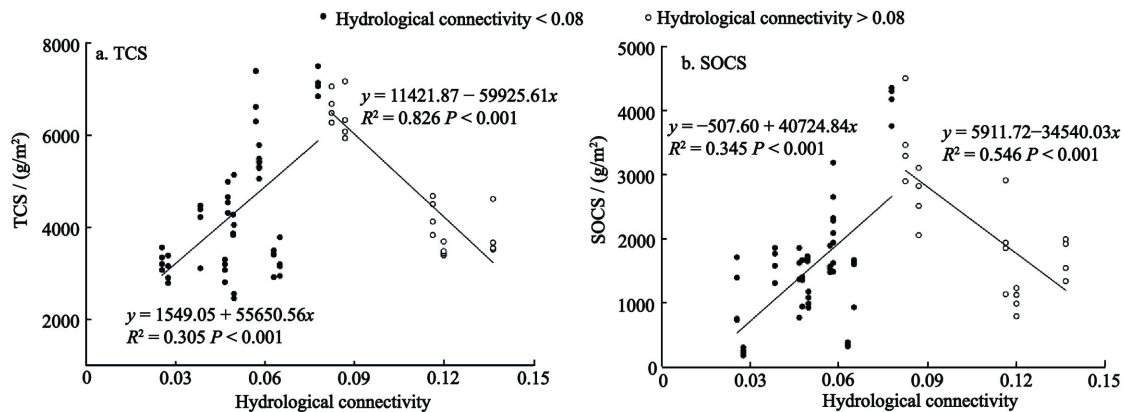 Hydrological connectivity < 0.08
Hydrological connectivity > 0.08
a. TCS
8000
6000
4000
2000
TCS / (g/m²)
y = 11421.87 − 59925.61x
R² = 0.826 P < 0.001
y = 1549.05 + 55650.56x
R² = 0.305 P < 0.001
0
0.03
0.06
0.09
0.12
0.15
Hydrological connectivity
b. SOCS
5000
4000
3000
2000
1000
0
SOCS / (g/m²)
y = −507.60 + 40724.84x
R² = 0.345 P < 0.001
y = 5911.72−34540.03x
R² = 0.546 P < 0.001
0
0.03
0.06
0.09
0.12
0.15
Hydrological connectivity